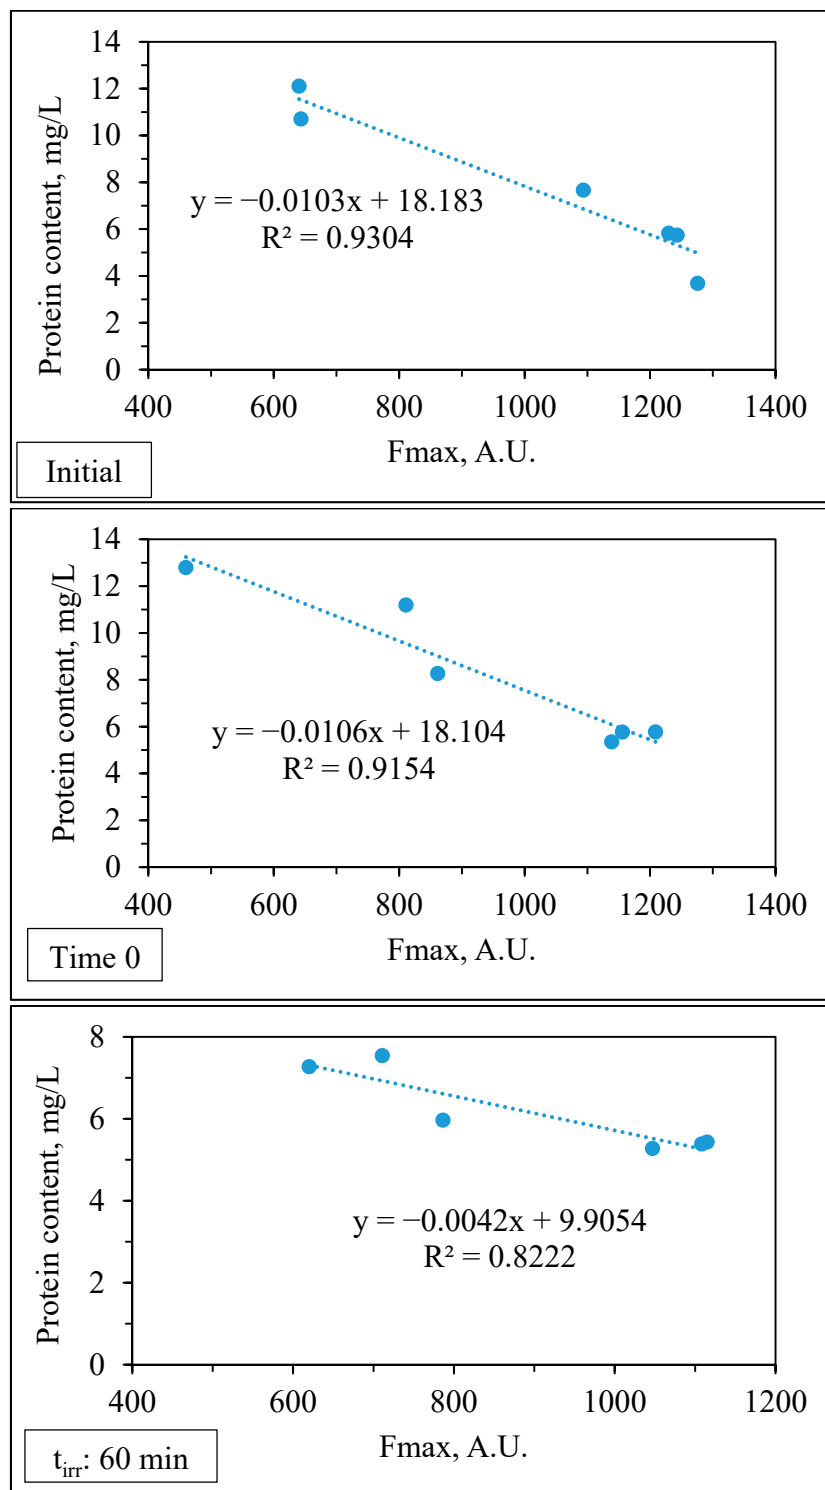 14
12
10
8
6
4
2
0
Protein content, mg/L
y = −0.0103x + 18.183
R² = 0.9304
400 600 800 1000 1200 1400
Fmax, A.U.
Initial
14
12
10
8
6
4
2
0
Protein content, mg/L
y = −0.0106x + 18.104
R² = 0.9154
400 600 800 1000 1200 1400
Fmax, A.U.
Time 0
8
6
4
2
0
Protein content, mg/L
y = −0.0042x + 9.9054
R² = 0.8222
400 600 800 1000 1200
Fmax, A.U.
tᵢᵣᵣ: 60 min